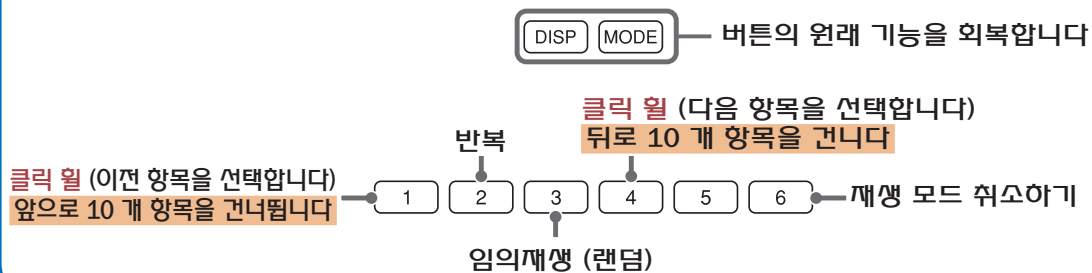 DISP MODE 버튼의 원래 기능을 회복합니다
클릭 휠 (다음 항목을 선택합니다)
뒤로 10 개 항목을 건니다
반복
클릭 휠 (이전 항목을 선택합니다)
앞으로 10 개 항목을 건너뜁니다
1 2 3 4 5 6 재생 모드 취소하기
임의재생 (랜덤)